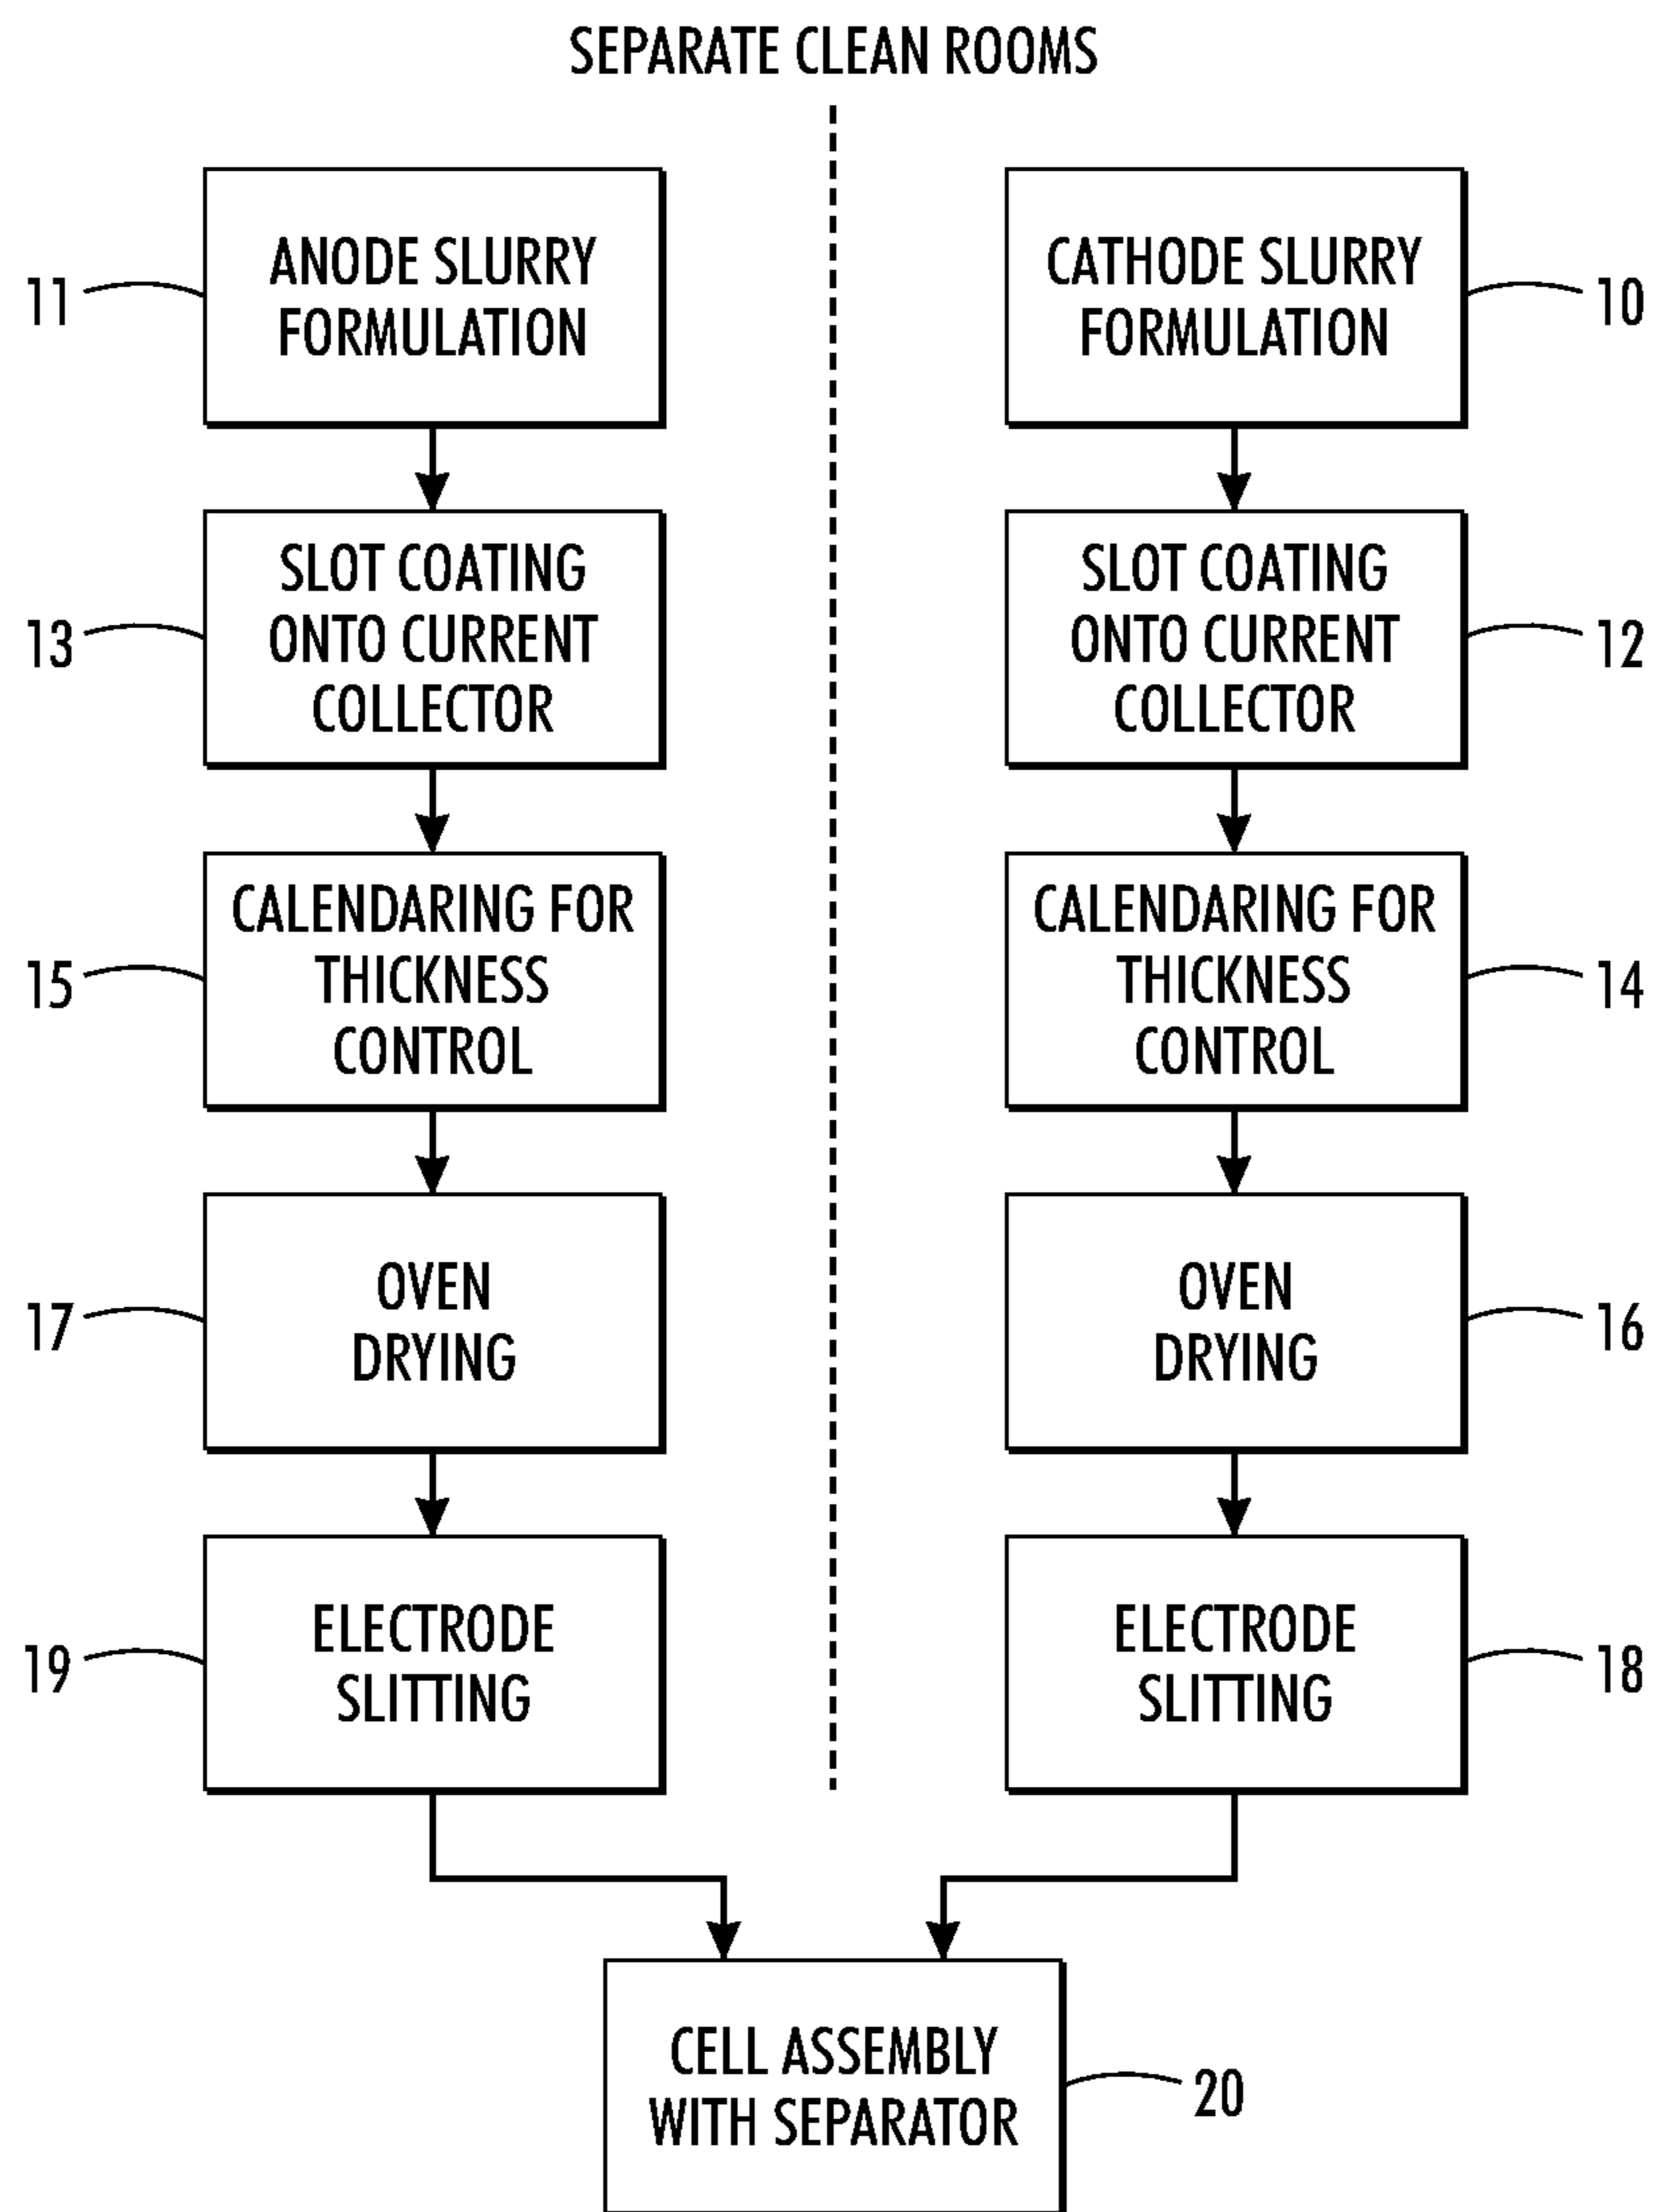 SEPARATE CLEAN ROOMS
ANODE SLURRY
FORMULATION
11
CATHODE SLURRY
FORMULATION
10
SLOT COATING
ONTO CURRENT
COLLECTOR
13
SLOT COATING
ONTO CURRENT
COLLECTOR
12
CALENDARING FOR
THICKNESS
CONTROL
15
CALENDARING FOR
THICKNESS
CONTROL
14
OVEN
DRYING
17
OVEN
DRYING
16
ELECTRODE
SLITTING
19
ELECTRODE
SLITTING
18
CELL ASSEMBLY
WITH SEPARATOR
20